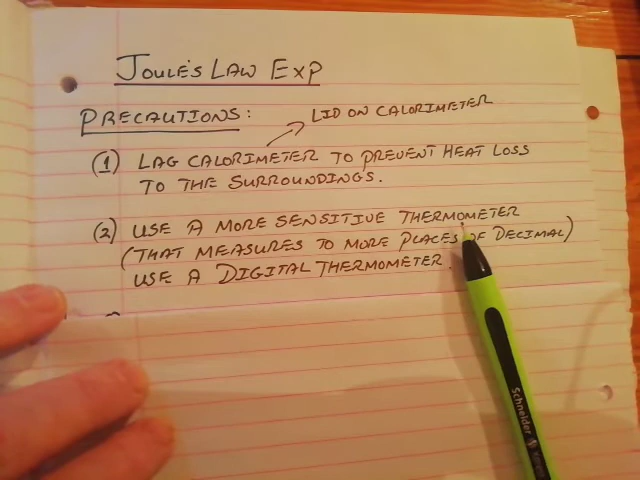 JOULE'S LAW EXP
PRECAUTIONS:
LID ON CALORIMETER
(1) LAG CALORIMETER TO PREVENT HEAT LOSS
TO THE SURROUNDINGS.
(2) USE A MORE SENSITIVE THERMOMETER
(THAT MEASURES TO MORE PLACES OF DECIMAL)
USE A DIGITAL THERMOMETER.
Schneider